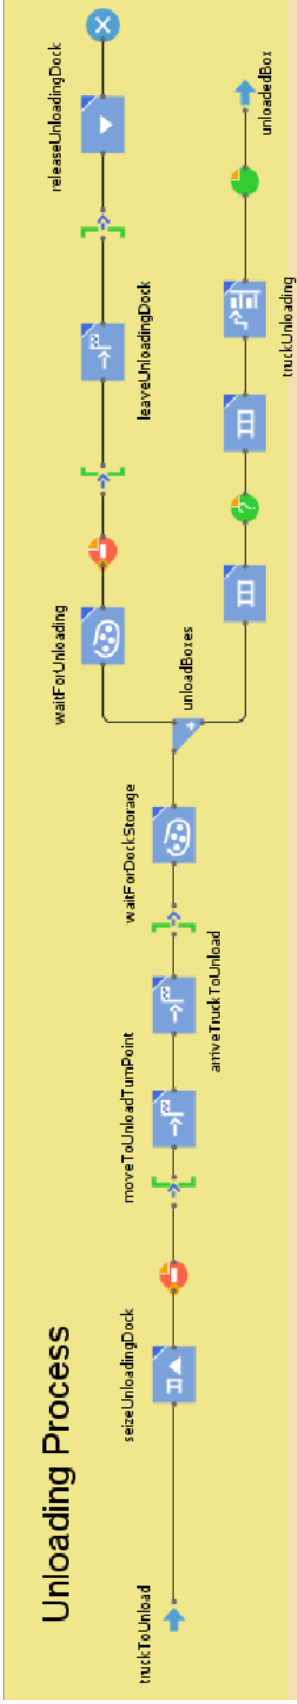 Unloading Process
truckToUnload
seizeUnloadingDock
moveToUnloadTurnPoint
arriveTruckToUnload
waitForDockStorage
unloadBoxes
waitForUnloading
leaveUnloadingDock
releaseUnloadingDock
truckUnloading
unloadedBox